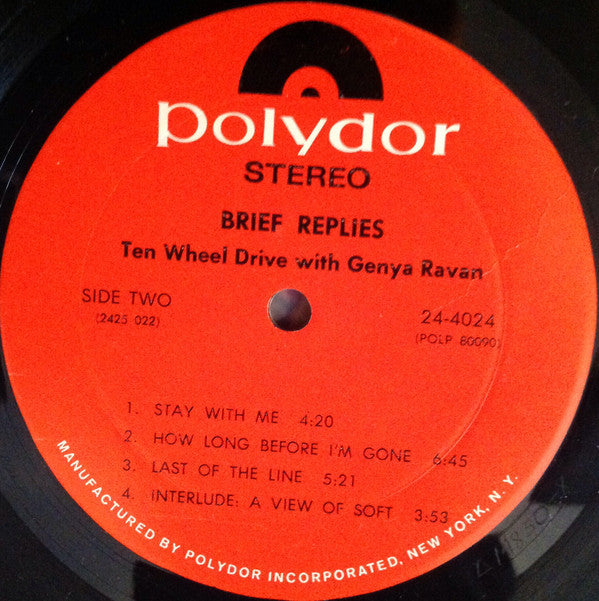 polydor
STEREO
BRIEF REPLIES
Ten Wheel Drive with Genya Ravan
SIDE TWO
(2425 022)
24-4024
(POLP 80090)
1. STAY WITH ME 4:20
2. HOW LONG BEFORE I'M GONE 6:45
3. LAST OF THE LINE 5:21
4. INTERLUDE: A VIEW OF SOFT 3:53
MANUFACTURED BY POLYDOR INCORPORATED, NEW YORK, N.Y.